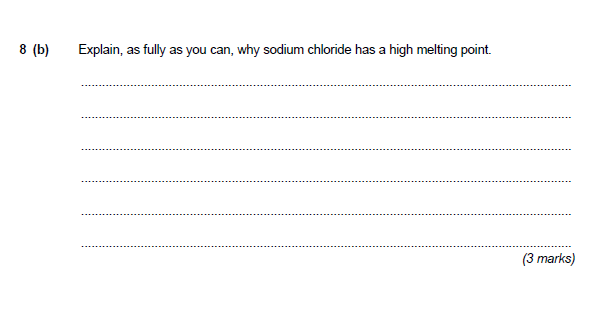 8 (b) Explain, as fully as you can, why sodium chloride has a high melting point.
(3 marks)